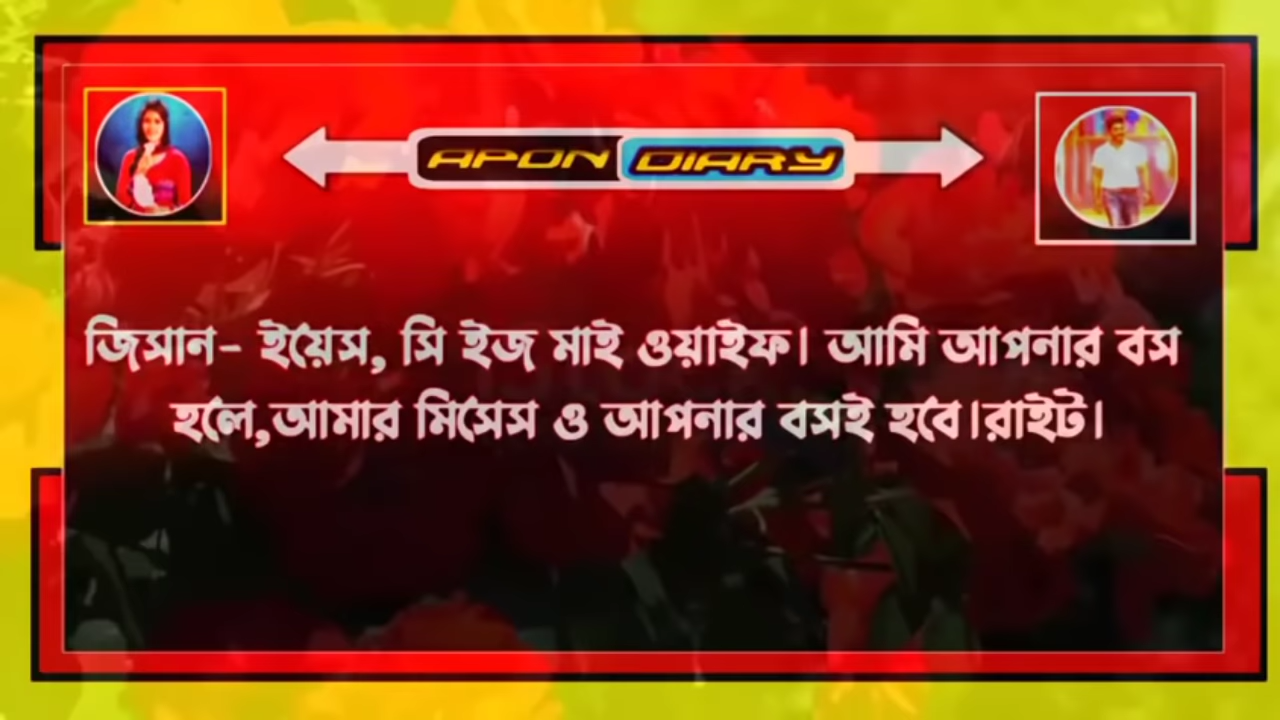 APON DIARY
জিসান- ইয়েস, সি ইজ মাই ওয়াইফ। আমি আপনার বস
হলে,আমার মিসেস ও আপনার বসই হবে।রাইট।